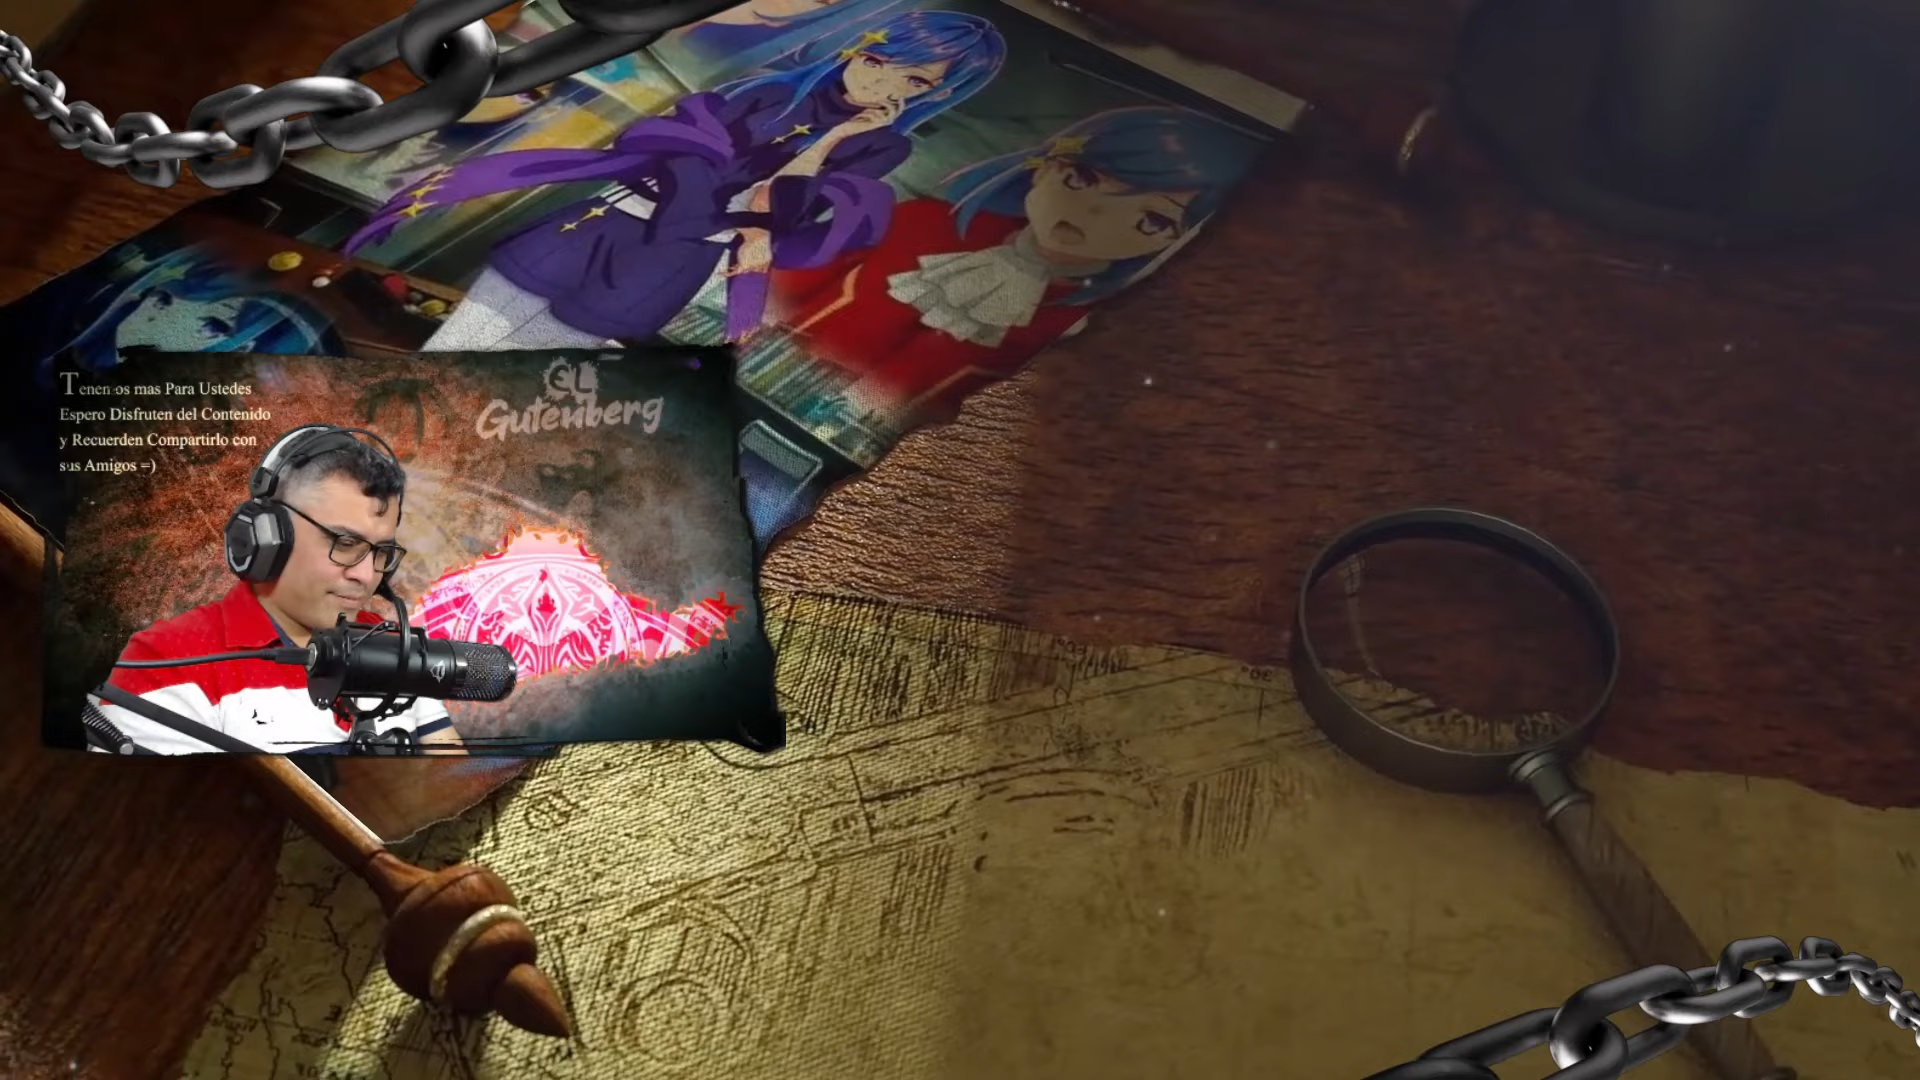 Tenemos mas Para Ustedes
Espero Disfruten del Contenido
y Recuerden Compartirlo con
sus Amigos =)
EL
Gutenberg